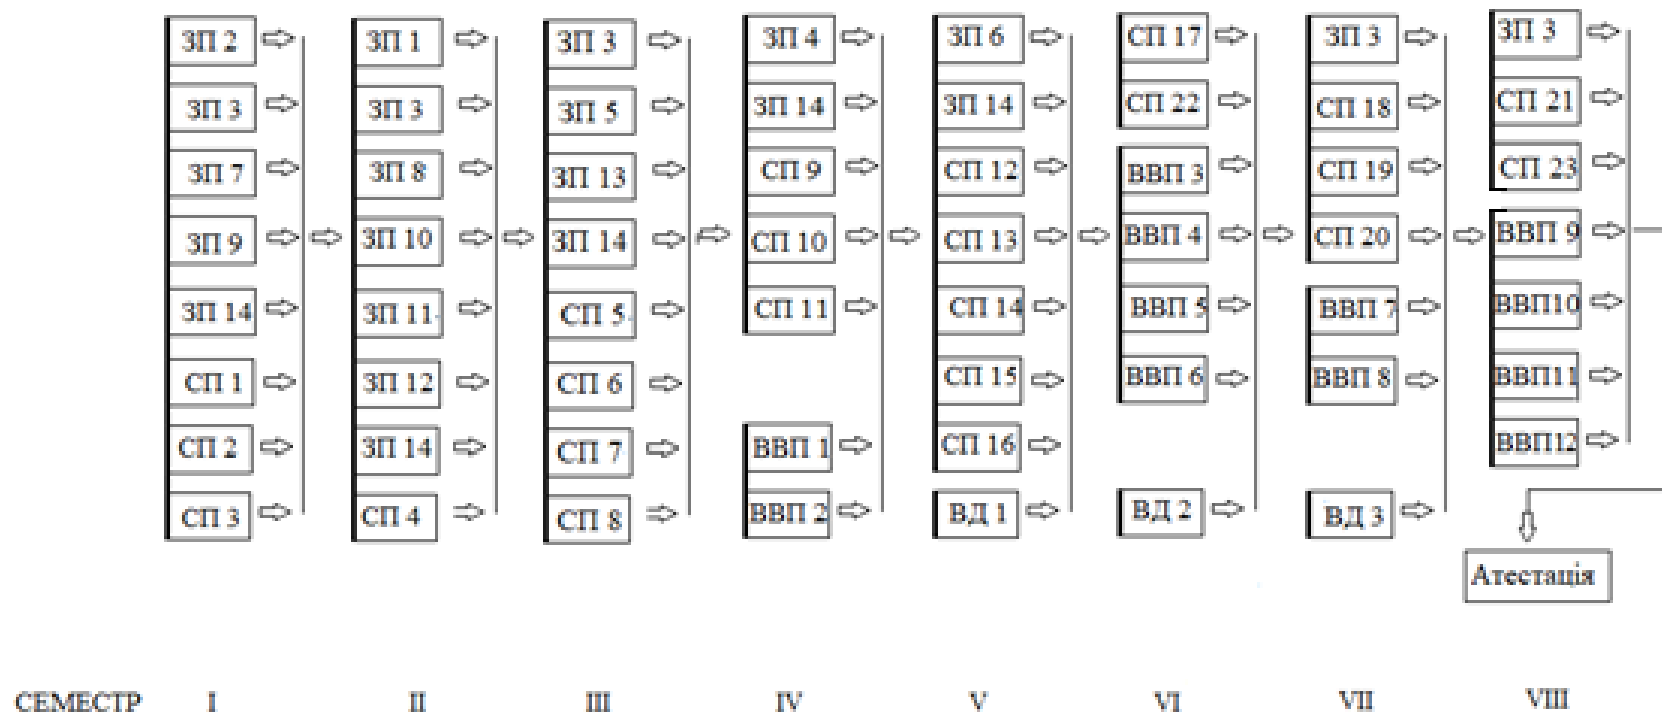 ЗП 2 ЗП 1 ЗП 3 ЗП 4 ЗП 6 СП 17 ЗП 3 ЗП 3
ЗП 3 ЗП 3 ЗП 5 ЗП 14 ЗП 14 СП 22 СП 18 СП 21
ЗП 7 ЗП 8 ЗП 13 СП 9 СП 12 ВВП 3 СП 19 СП 23
ЗП 9 ЗП 10 ЗП 14 СП 10 СП 13 ВВП 4 СП 20 ВВП 9
ЗП 14 ЗП 11 СП 5 СП 11 СП 14 ВВП 5 ВВП 7 ВВП10
СП 1 ЗП 12 СП 6 СП 15 ВВП 6 ВВП 8 ВВП11
СП 2 ЗП 14 СП 7 ВВП 1 СП 16 ВВП12
СП 3 СП 4 СП 8 ВВП 2 ВД 1 ВД 2 ВД 3
Атестація
СЕМЕСТР I II III IV V VI VII VIII